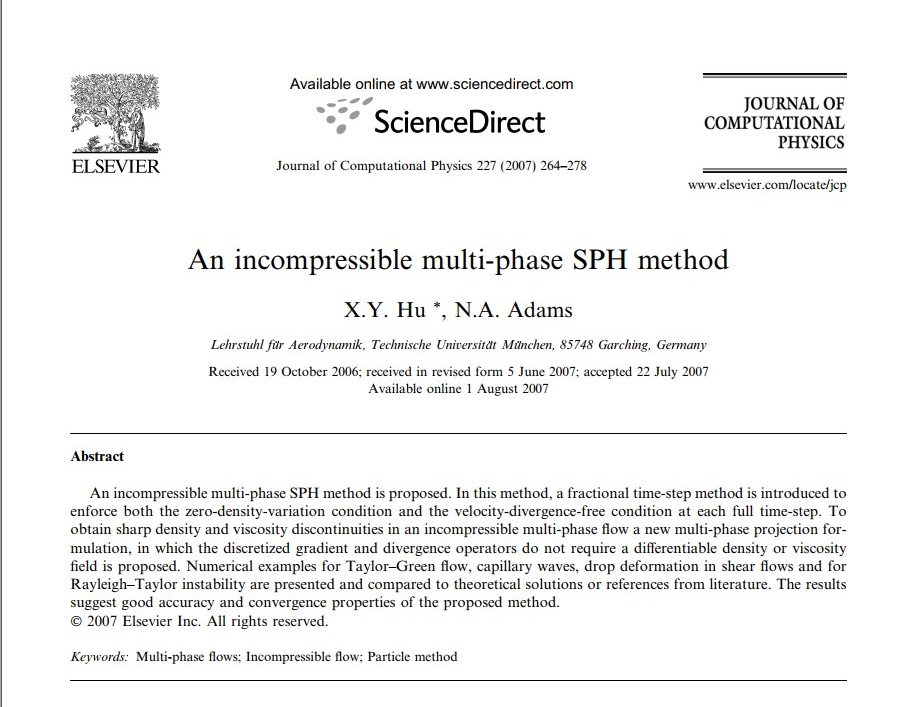 Available online at www.sciencedirect.com
ScienceDirect
ELSEVIER
Journal of Computational Physics 227 (2007) 264–278
JOURNAL OF
COMPUTATIONAL
PHYSICS
www.elsevier.com/locate/jcp
An incompressible multi-phase SPH method
X.Y. Hu *, N.A. Adams
Lehrstuhl für Aerodynamik, Technische Universität München, 85748 Garching, Germany
Received 19 October 2006; received in revised form 5 June 2007; accepted 22 July 2007
Available online 1 August 2007
Abstract
An incompressible multi-phase SPH method is proposed. In this method, a fractional time-step method is introduced to
enforce both the zero-density-variation condition and the velocity-divergence-free condition at each full time-step. To
obtain sharp density and viscosity discontinuities in an incompressible multi-phase flow a new multi-phase projection for-
mulation, in which the discretized gradient and divergence operators do not require a differentiable density or viscosity
field is proposed. Numerical examples for Taylor–Green flow, capillary waves, drop deformation in shear flows and for
Rayleigh–Taylor instability are presented and compared to theoretical solutions or references from literature. The results
suggest good accuracy and convergence properties of the proposed method.
© 2007 Elsevier Inc. All rights reserved.
Keywords: Multi-phase flows; Incompressible flow; Particle method